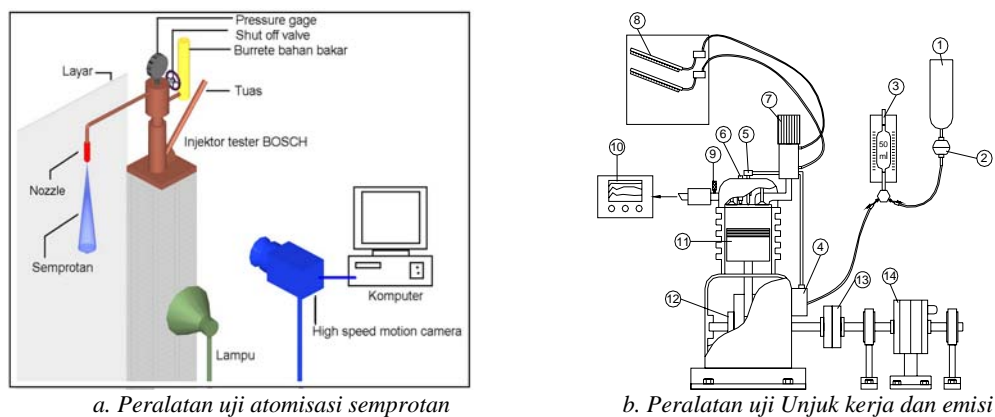 Pressure gage
Shut off valve
Burrete bahan bakar
Layar
Tuas
Injektor tester BOSCH
Nozzle
Semprotan
Komputer
High speed motion camera
Lampu
a. Peralatan uji atomisasi semprotan
8
1
7
3
50
ml
2
6
5
9
10
11
4
12
13
14
b. Peralatan uji Unjuk kerja dan emisi